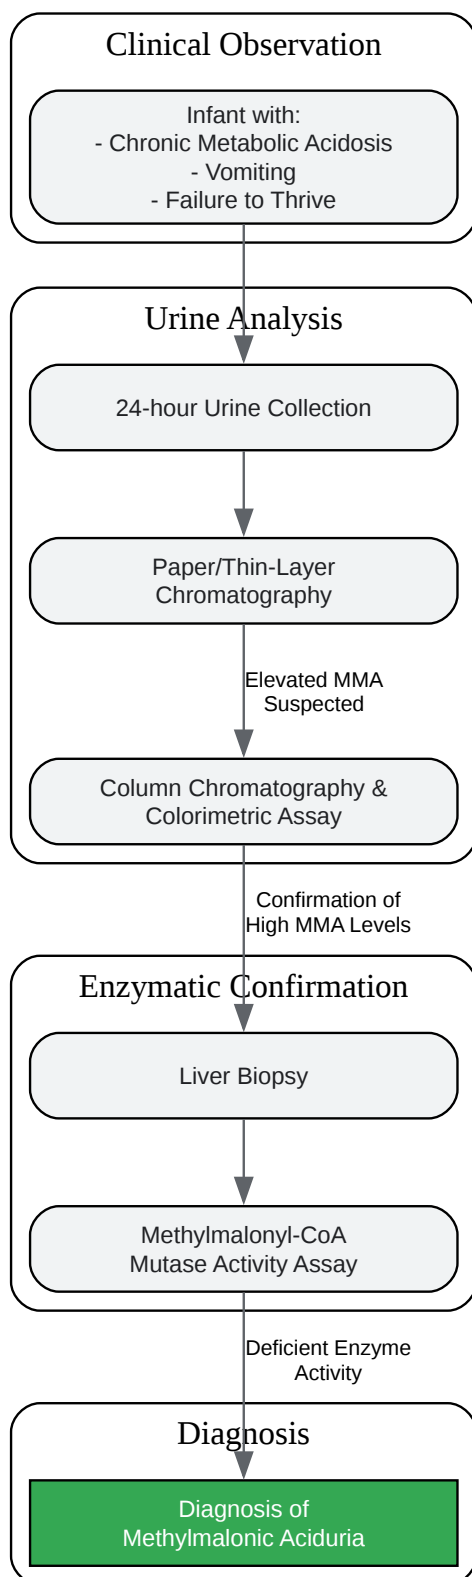 Clinical Observation
Infant with:
- Chronic Metabolic Acidosis
- Vomiting
- Failure to Thrive
Urine Analysis
24-hour Urine Collection
Paper/Thin-Layer
Chromatography
Elevated MMA
Suspected
Column Chromatography &
Colorimetric Assay
Confirmation of
High MMA Levels
Enzymatic Confirmation
Liver Biopsy
Methylmalonyl-CoA
Mutase Activity Assay
Deficient Enzyme
Activity
Diagnosis
Diagnosis of
Methylmalonic Aciduria